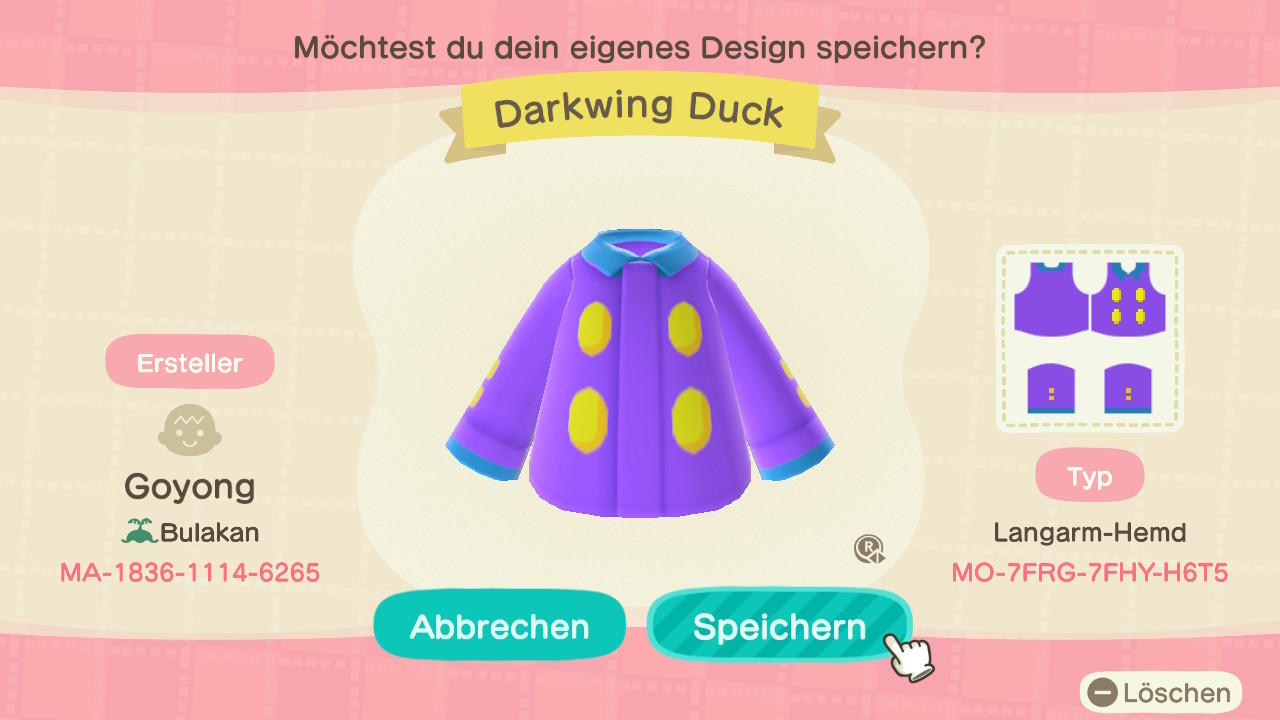 Möchtest du dein eigenes Design speichern?
Darkwing Duck
Ersteller
Goyong
Bulakan
MA-1836-1114-6265
Typ
Langarm-Hemd
MO-7FRG-7FHY-H6T5
R
Abbrechen
Speichern
Löschen